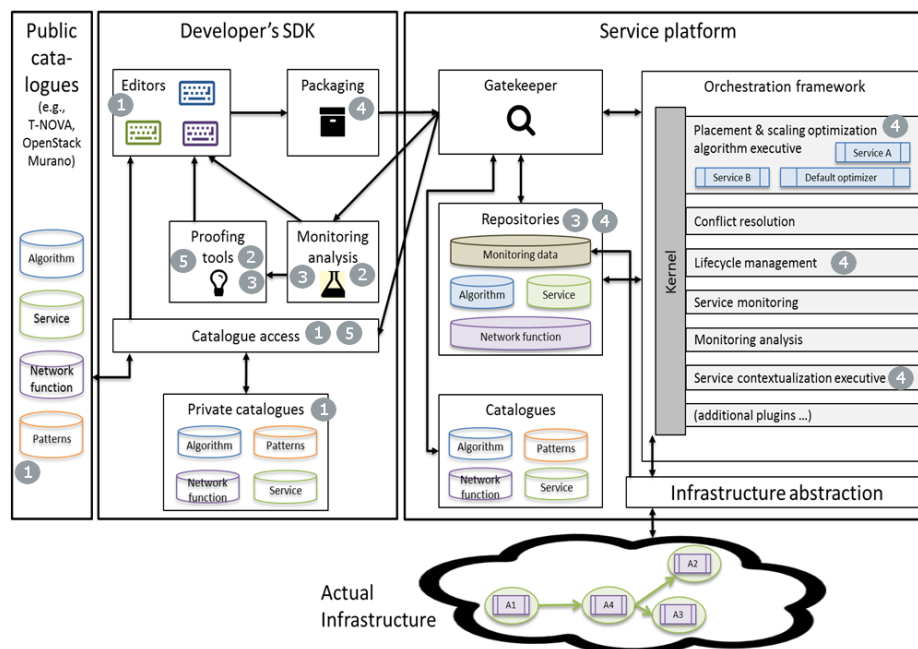 Public
cata-
logues
(e.g.,
T-NOVA,
OpenStack
Murano)
Algorithm
Service
Network
function
Patterns
1
Developer's SDK
Editors
1
Packaging
4
Proofing
tools
2
5
3
Monitoring
analysis
3
2
Catalogue access
1
5
Private catalogues
1
Algorithm
Patterns
Network
function
Service
Service platform
Gatekeeper
Repositories
3
4
Monitoring data
Algorithm
Service
Network function
Catalogues
Algorithm
Patterns
Network
function
Service
Orchestration framework
Kernel
Placement & scaling optimization
algorithm executive
4
Service A
Service B
Default optimizer
Conflict resolution
Lifecycle management
4
Service monitoring
Monitoring analysis
Service contextualization executive
4
(additional plugins ...)
Infrastructure abstraction
Actual
Infrastructure
A1
A4
A2
A3